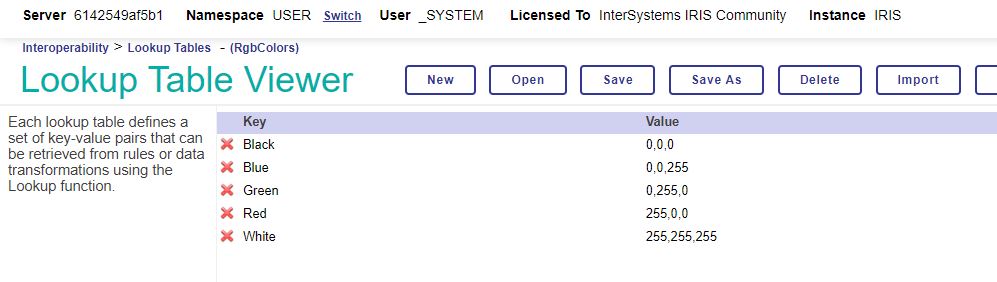 Server 6142549af5b1 Namespace USER Switch User _SYSTEM Licensed To InterSystems IRIS Community Instance IRIS
Interoperability > Lookup Tables - (RgbColors)
Lookup Table Viewer New Open Save Save As Delete Import
Each lookup table defines a
set of key-value pairs that can
be retrieved from rules or data
transformations using the
Lookup function.
Key Value
Black 0,0,0
Blue 0,0,255
Green 0,255,0
Red 255,0,0
White 255,255,255